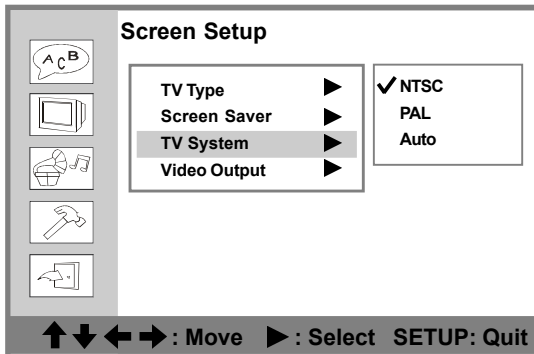 Screen Setup
A C B
TV Type ▶
Screen Saver ▶
TV System ▶
Video Output ▶
✓ NTSC
PAL
Auto
↑ ↓ ← → : Move ▶ : Select SETUP: Quit